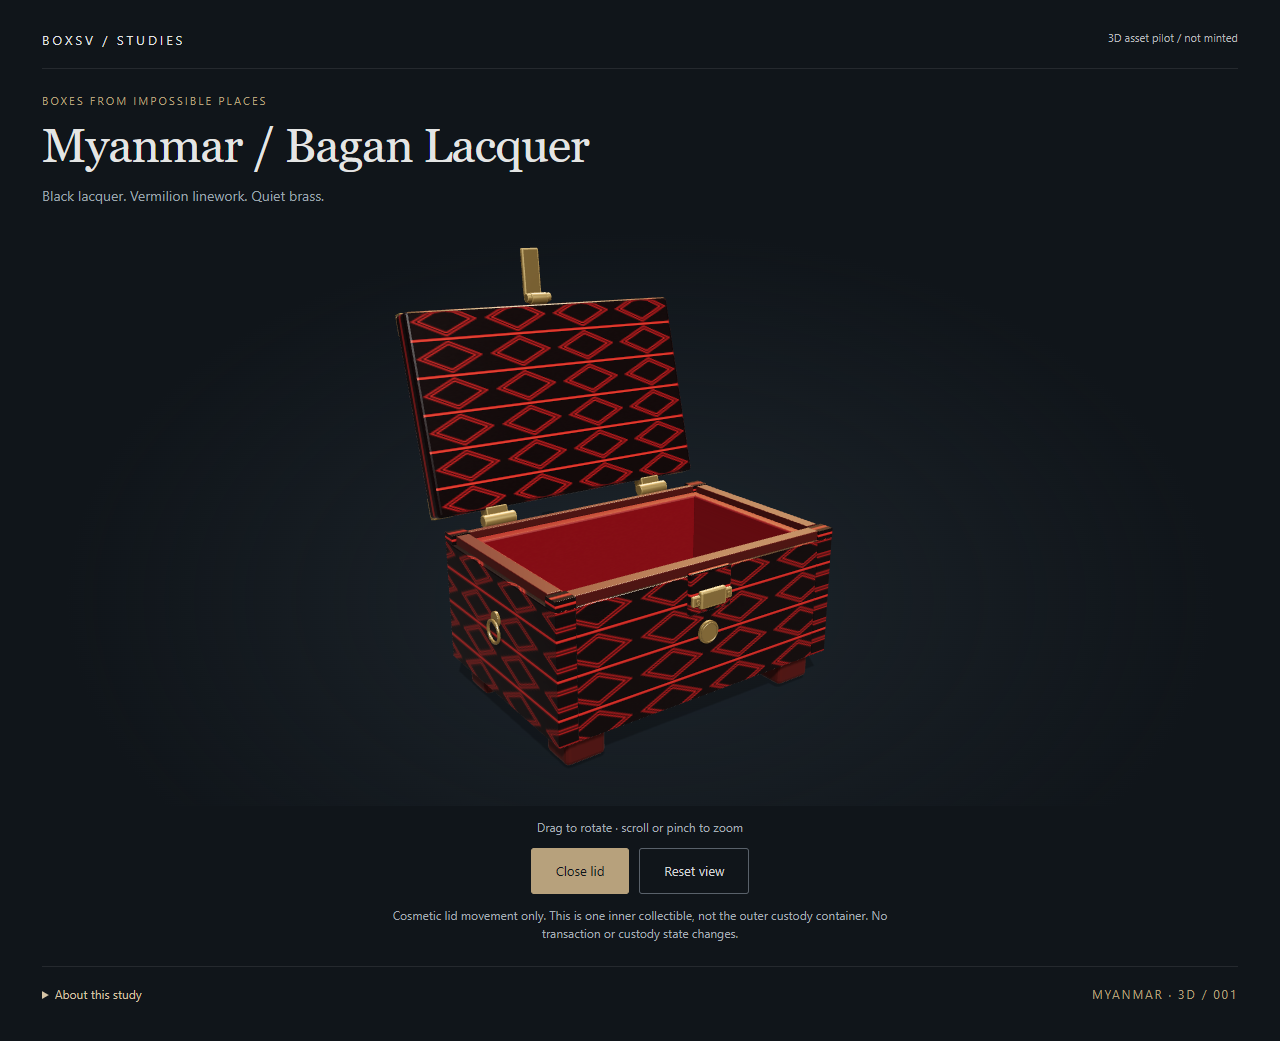 BOXSV / STUDIES
3D asset pilot / not minted
BOXES FROM IMPOSSIBLE PLACES
Myanmar / Bagan Lacquer
Black lacquer. Vermilion linework. Quiet brass.
Drag to rotate · scroll or pinch to zoom
Close lid
Reset view
Cosmetic lid movement only. This is one inner collectible, not the outer custody container. No
transaction or custody state changes.
About this study
MYANMAR · 3D / 001